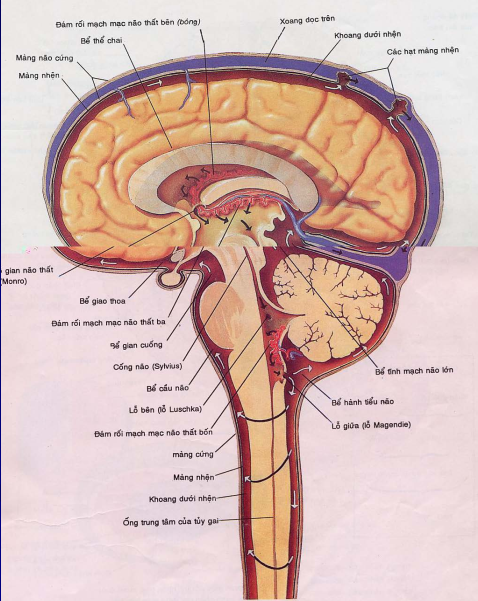 Đám rối mạch mạc não thất bên (bóng)
Bể thể chai
Màng não cứng
Màng nhện
Xoang dọc trên
Khoang dưới nhện
Các hạt màng nhện
gian não thất
(Monro)
Bể giao thoa
Đám rối mạch mạc não thất ba
Bể gian cuống
Cống não (Sylvius)
Bể cầu não
Lỗ bên (lỗ Luschka)
Đám rối mạch mạc não thất bốn
màng cứng
Màng nhện
Khoang dưới nhện
Ống trung tâm của tủy gai
Bể tĩnh mạch não lớn
Bể hành tiểu não
Lỗ giữa (lỗ Magendie)